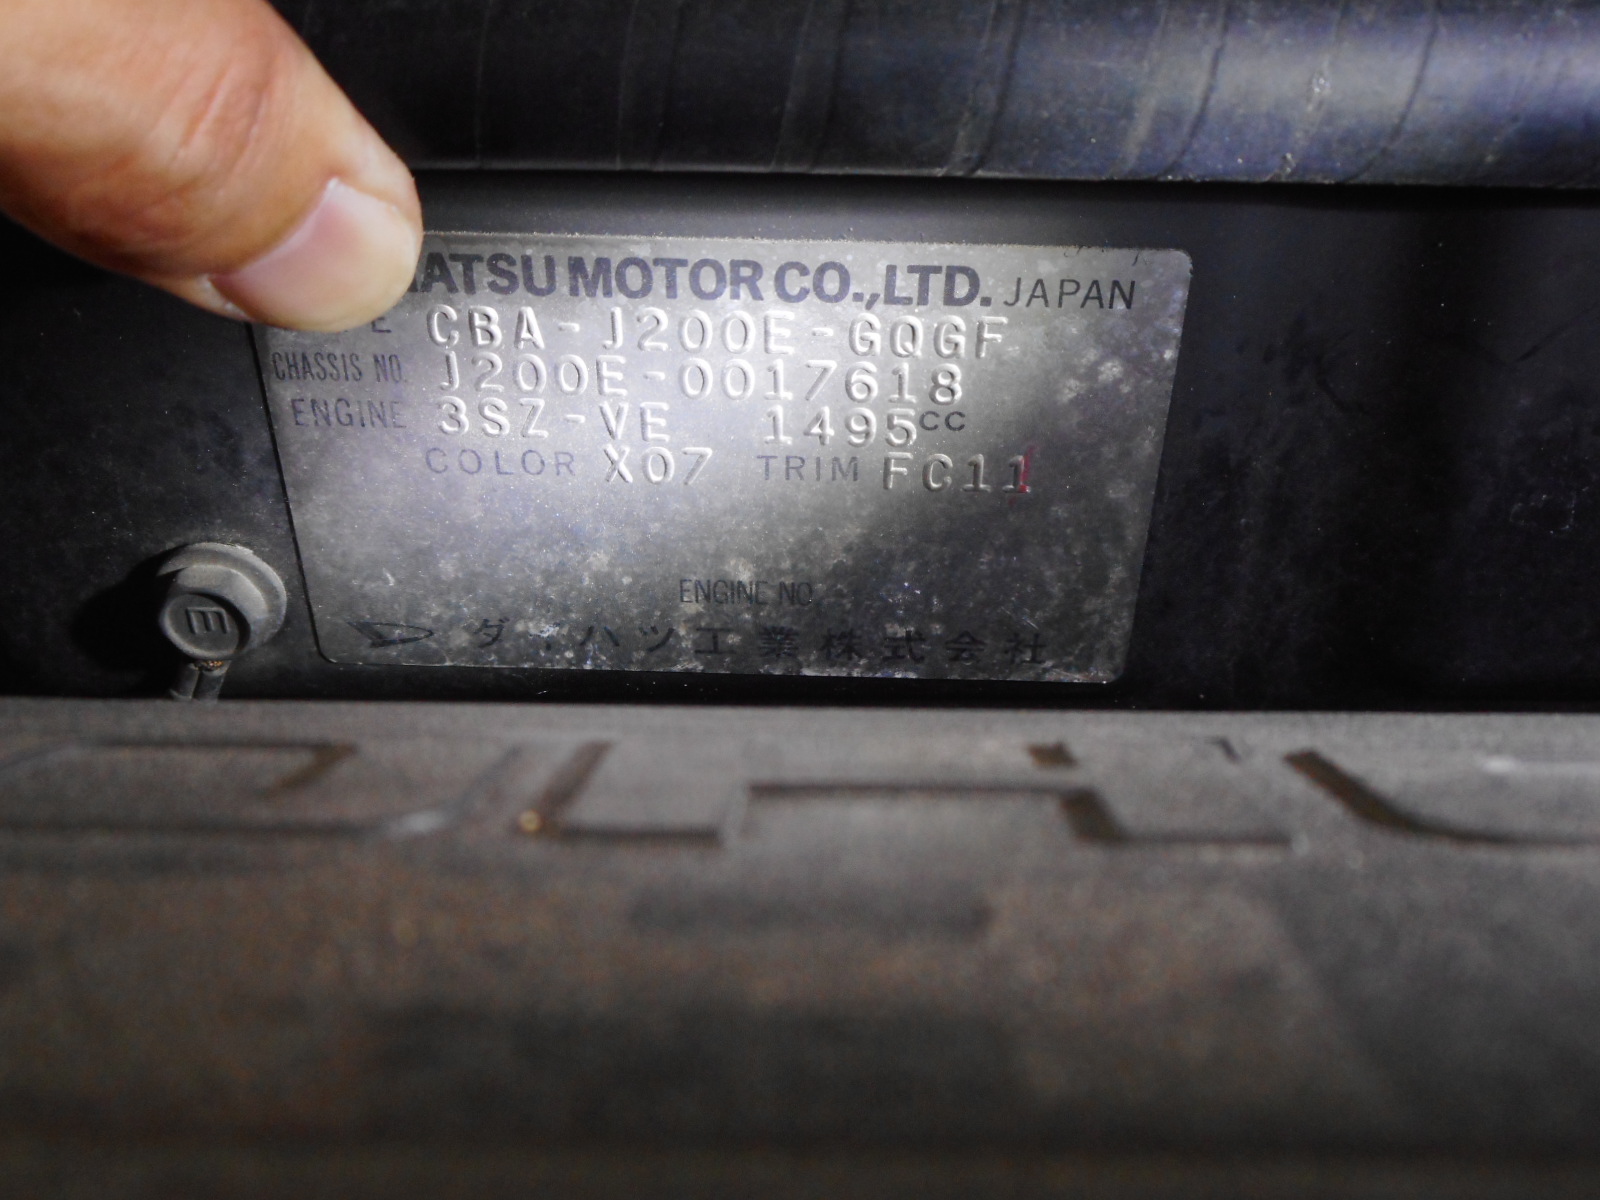 ATSU MOTOR CO.,LTD. JAPAN
E CBA-J200E-GQGF
CHASSIS NO. J200E-0017618
ENGINE 3SZ-VE 1495CC
COLOR X07 TRIM FC11
ENGINE NO
ダイハツ工業株式会社
E